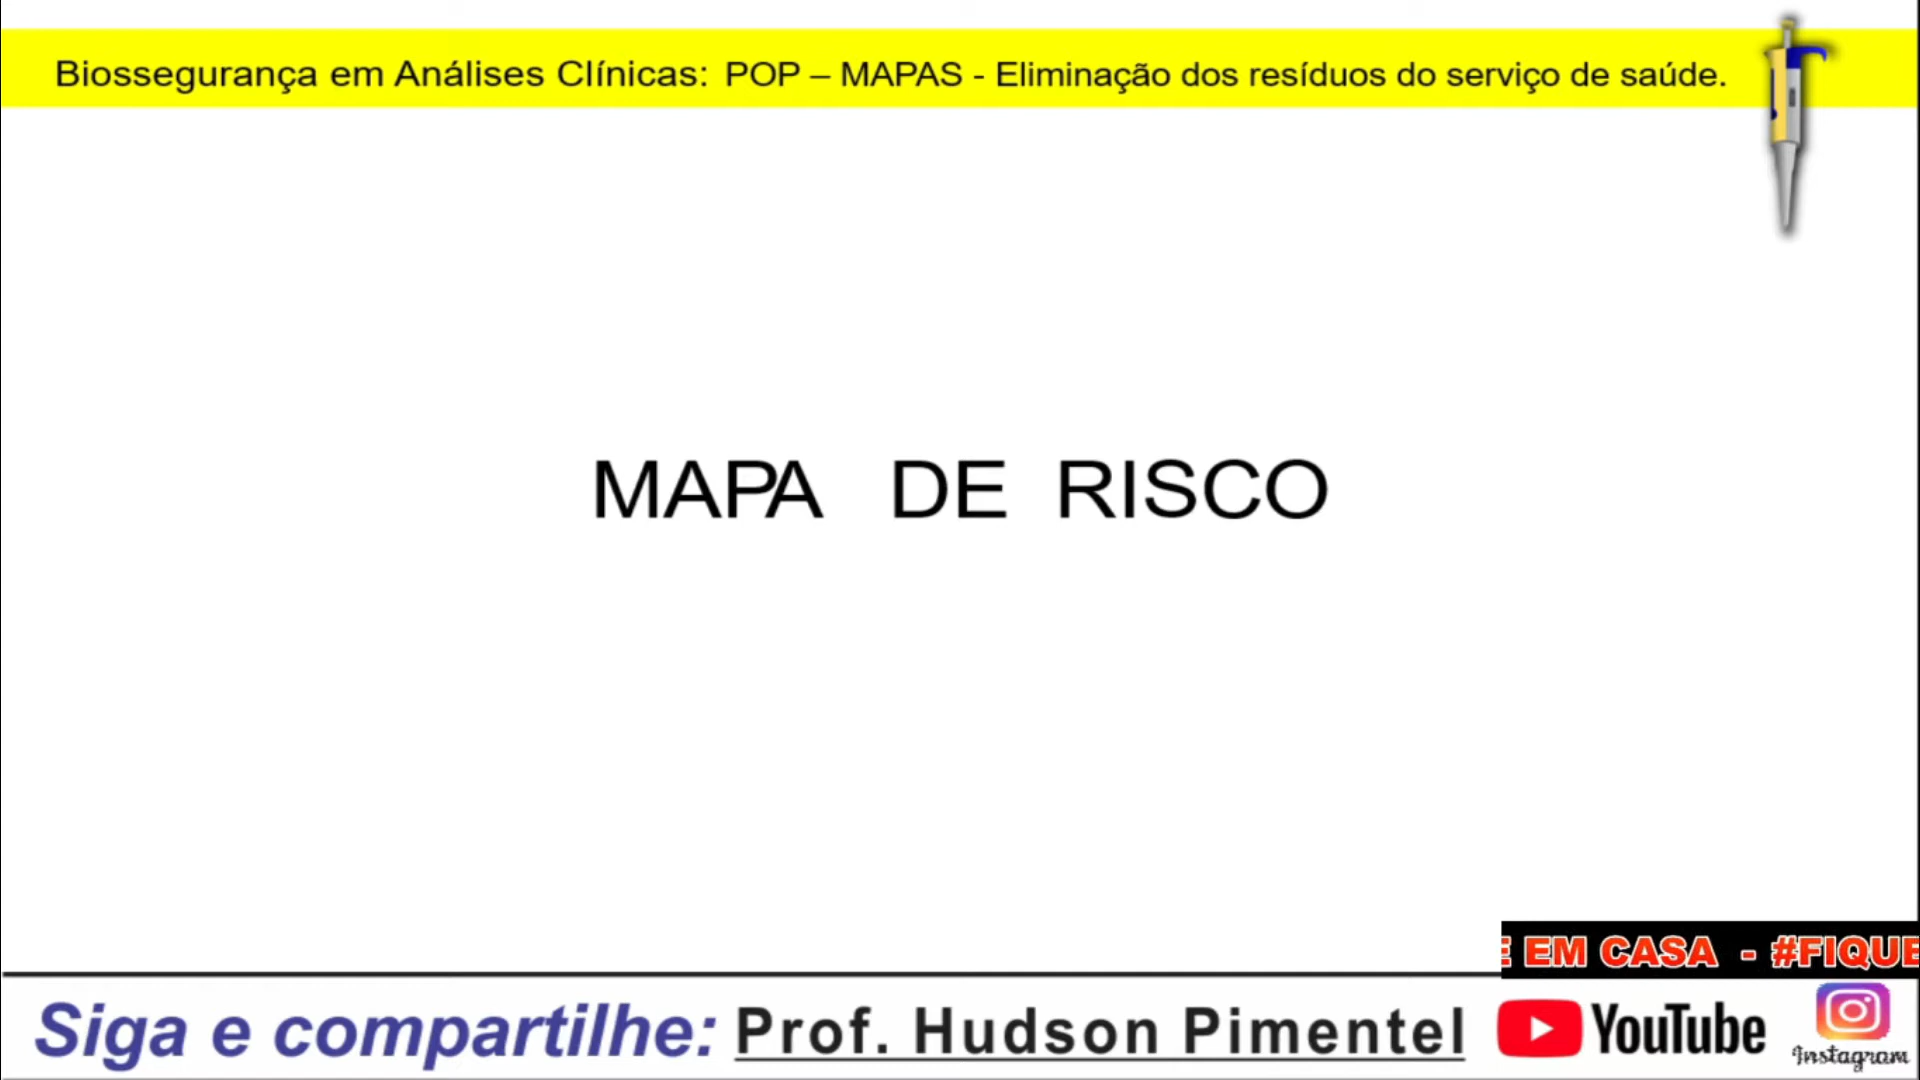 Biossegurança em Análises Clínicas: POP – MAPAS - Eliminação dos resíduos do serviço de saúde.
MAPA DE RISCO
EM CASA - #FIQUE
Siga e compartilhe: Prof. Hudson Pimentel YouTube
Instagram